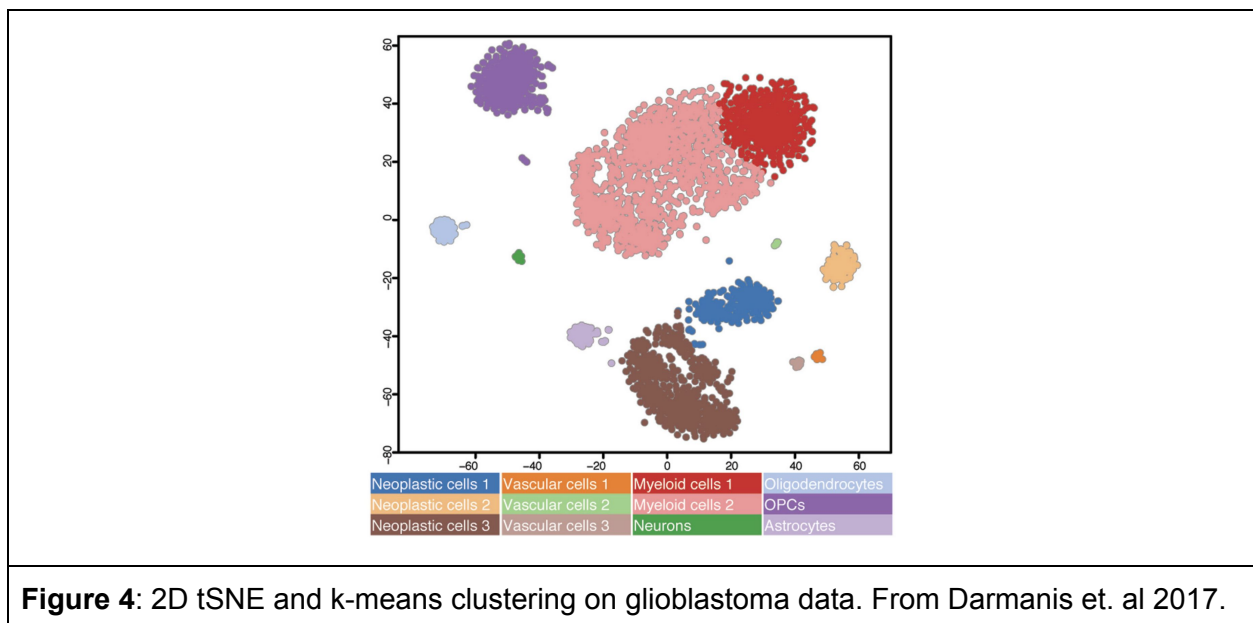 60
40
20
0
−20
−40
−60
−80
−60 −40 −20 0 20 40 60
Neoplastic cells 1 Vascular cells 1 Myeloid cells 1 Oligodendrocytes
Neoplastic cells 2 Vascular cells 2 Myeloid cells 2 OPCs
Neoplastic cells 3 Vascular cells 3 Neurons Astrocytes
Figure 4: 2D tSNE and k-means clustering on glioblastoma data. From Darmanis et. al 2017.